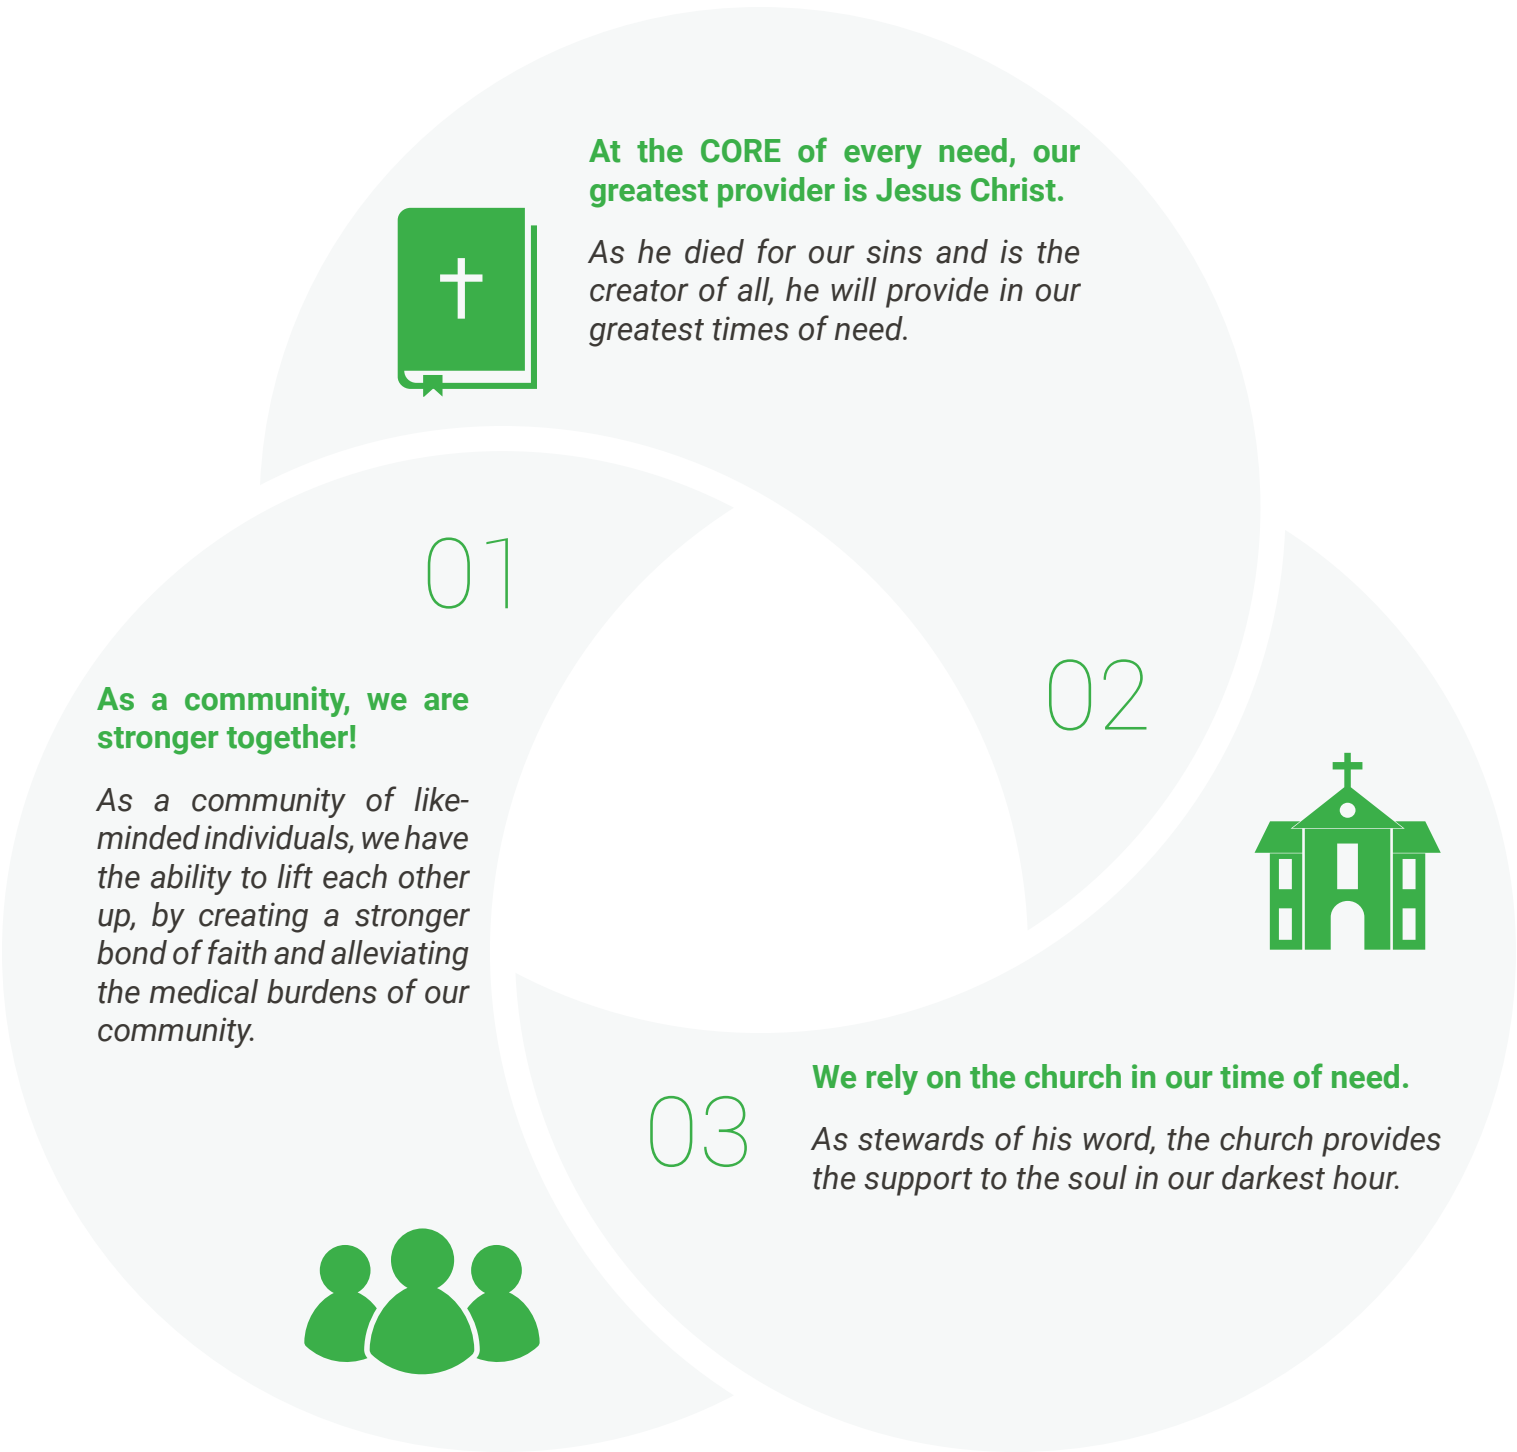 At the CORE of every need, our
greatest provider is Jesus Christ.
As he died for our sins and is the
creator of all, he will provide in our
greatest times of need.
01
As a community, we are
stronger together!
As a community of like-
minded individuals, we have
the ability to lift each other
up, by creating a stronger
bond of faith and alleviating
the medical burdens of our
community.
02
03
We rely on the church in our time of need.
As stewards of his word, the church provides
the support to the soul in our darkest hour.